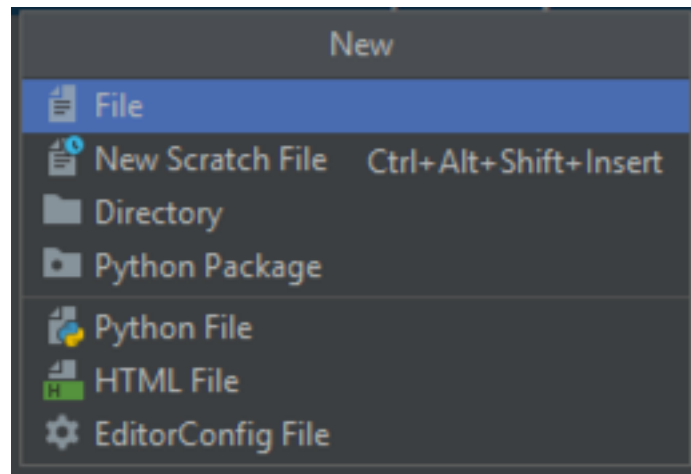 New
File
New Scratch File Ctrl+Alt+Shift+Insert
Directory
Python Package
Python File
H HTML File
EditorConfig File